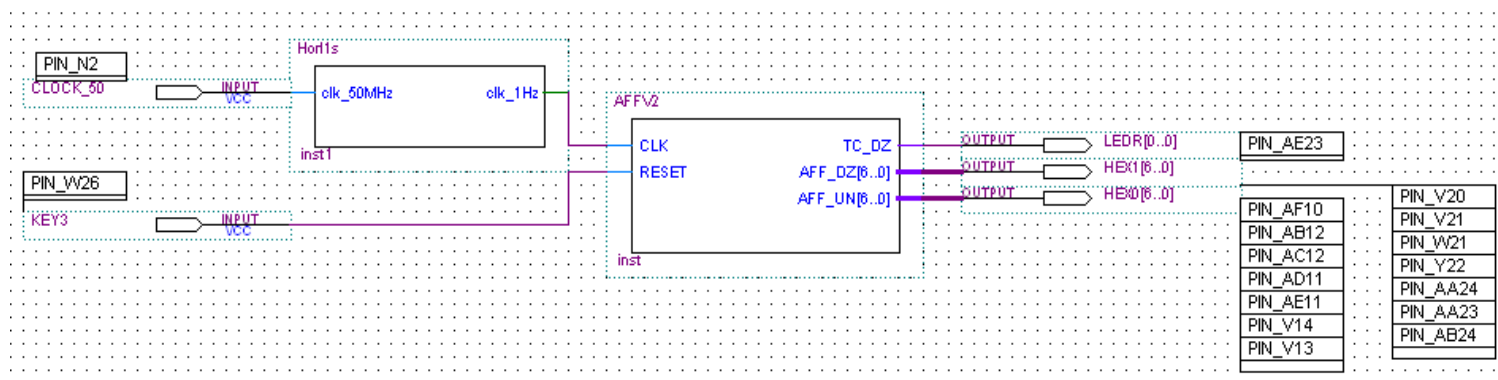 PIN_N2
CLOCK_50
INPUT
VCC
Horl1s
clk_50MHz
clk_1Hz
inst1
PIN_W26
KEY3
INPUT
VCC
AFFV2
CLK
RESET
TC_DZ
AFF_DZ[6..0]
AFF_UN[6..0]
inst
OUTPUT
LEDR[0..0]
PIN_AE23
OUTPUT
HEX1[6..0]
OUTPUT
HEX0[6..0]
PIN_AF10
PIN_AB12
PIN_AC12
PIN_AD11
PIN_AE11
PIN_V14
PIN_V13
PIN_V20
PIN_V21
PIN_W21
PIN_Y22
PIN_AA24
PIN_AA23
PIN_AB24